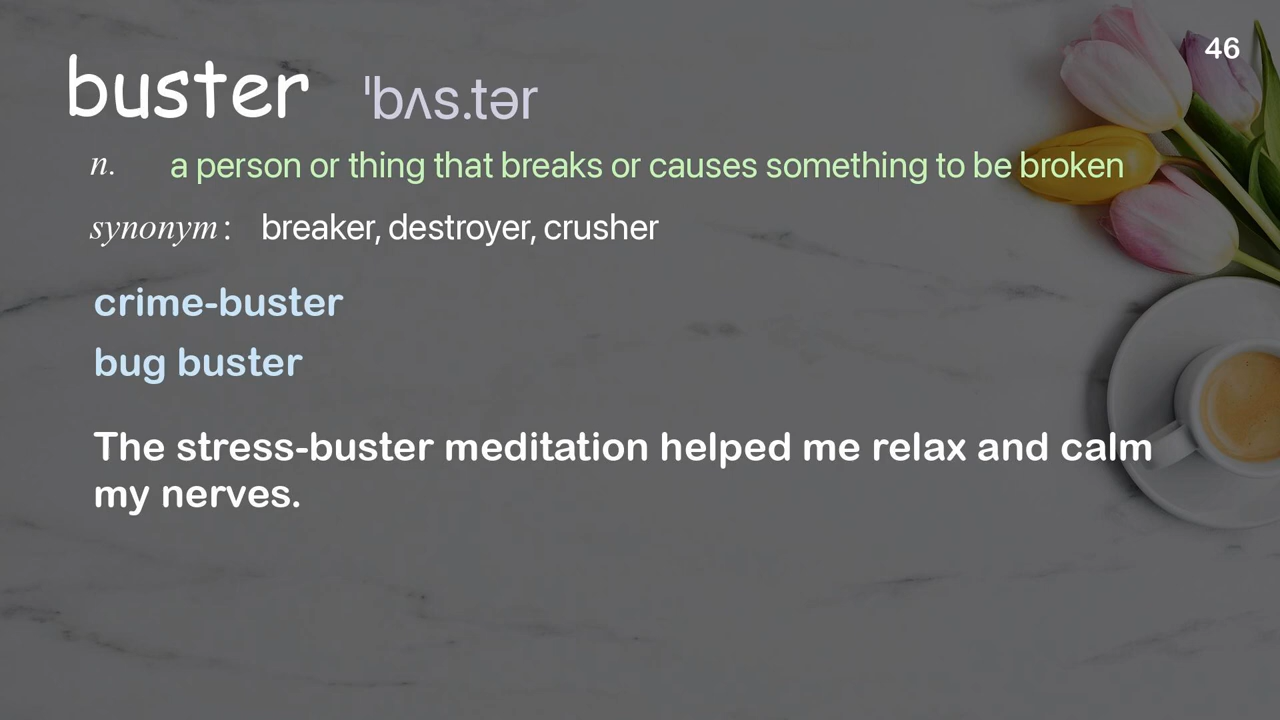 46
buster ˈbʌs.tər
n. a person or thing that breaks or causes something to be broken
synonym: breaker, destroyer, crusher
crime-buster
bug buster
The stress-buster meditation helped me relax and calm
my nerves.